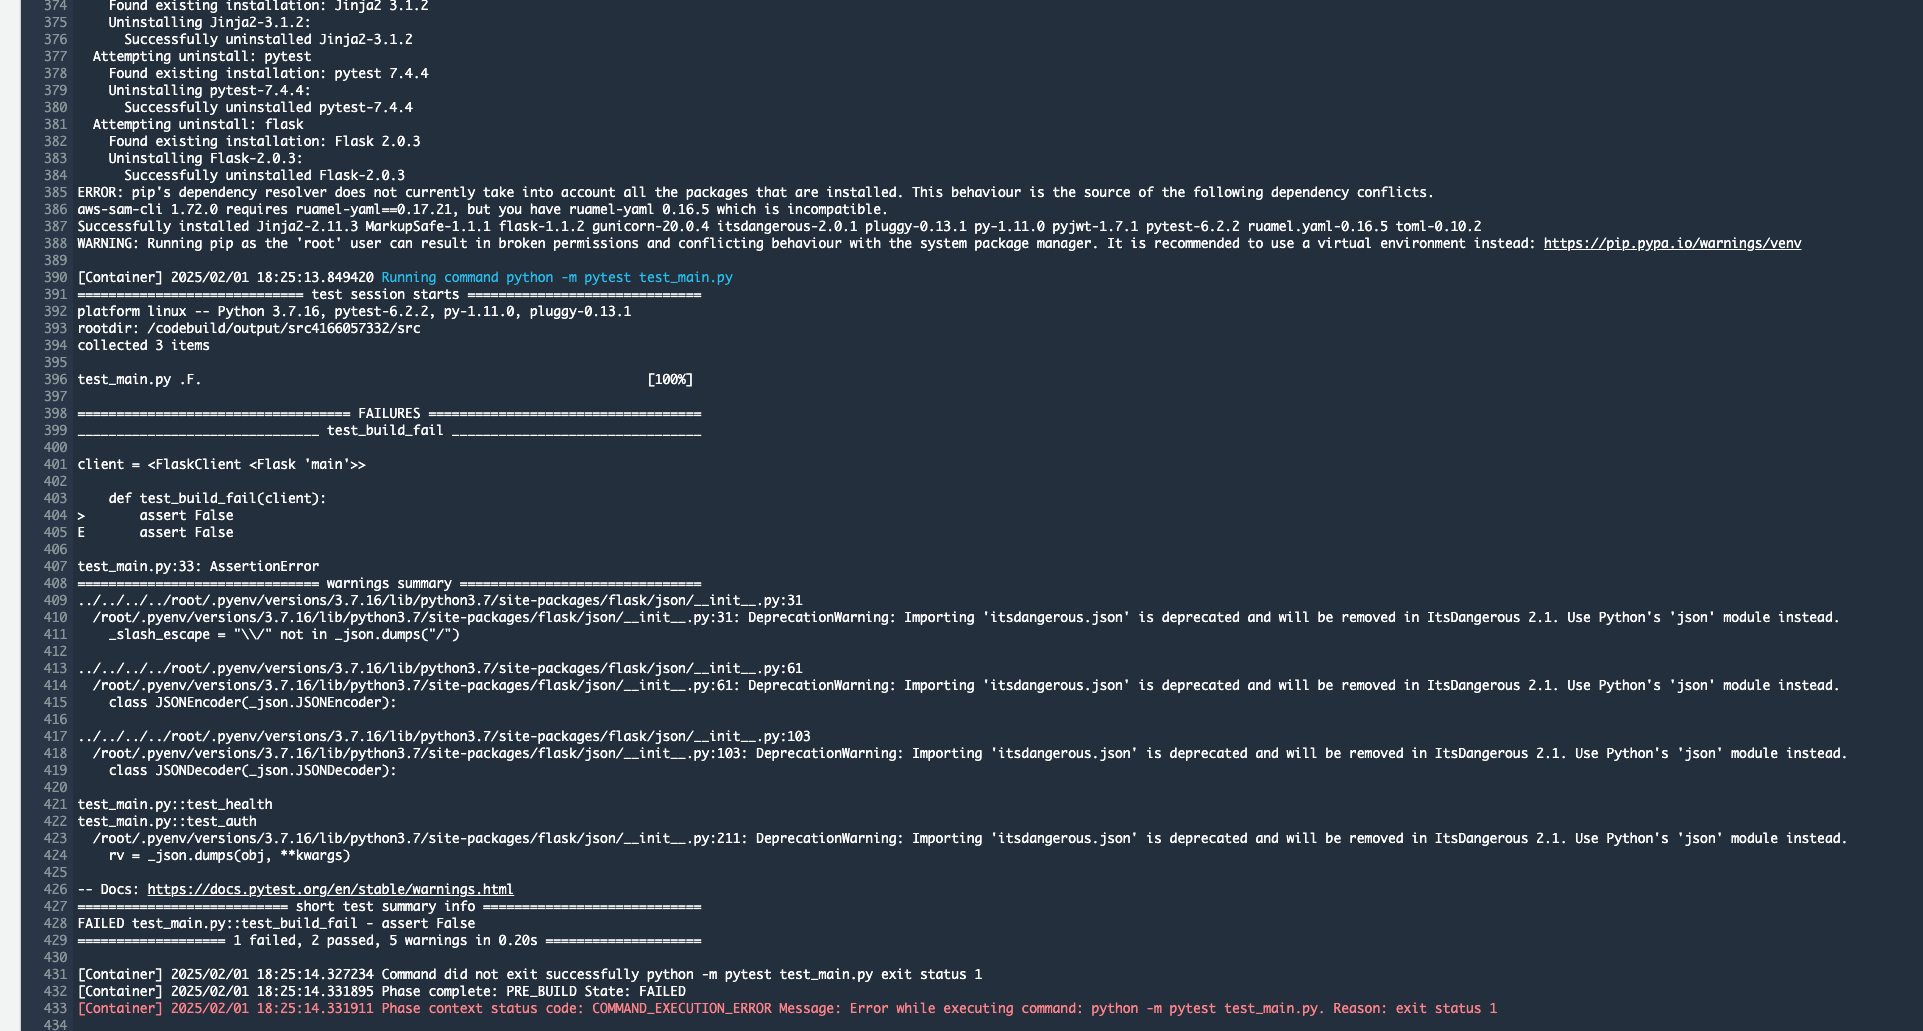 374     Found existing installation: Jinja2 3.1.2
375     Uninstalling Jinja2-3.1.2:
376       Successfully uninstalled Jinja2-3.1.2
377   Attempting uninstall: pytest
378     Found existing installation: pytest 7.4.4
379     Uninstalling pytest-7.4.4:
380       Successfully uninstalled pytest-7.4.4
381   Attempting uninstall: flask
382     Found existing installation: Flask 2.0.3
383     Uninstalling Flask-2.0.3:
384       Successfully uninstalled Flask-2.0.3
385 ERROR: pip's dependency resolver does not currently take into account all the packages that are installed. This behaviour is the source of the following dependency conflicts.
386 aws-sam-cli 1.72.0 requires ruamel-yaml==0.17.21, but you have ruamel-yaml 0.16.5 which is incompatible.
387 Successfully installed Jinja2-2.11.3 MarkupSafe-1.1.1 flask-1.1.2 gunicorn-20.0.4 itsdangerous-2.0.1 pluggy-0.13.1 py-1.11.0 pyjwt-1.7.1 pytest-6.2.2 ruamel.yaml-0.16.5 toml-0.10.2
388 WARNING: Running pip as the 'root' user can result in broken permissions and conflicting behaviour with the system package manager. It is recommended to use a virtual environment instead: https://pip.pypa.io/warnings/venv
389
390 [Container] 2025/02/01 18:25:13.849420 Running command python -m pytest test_main.py
391 ============================= test session starts ==============================
392 platform linux -- Python 3.7.16, pytest-6.2.2, py-1.11.0, pluggy-0.13.1
393 rootdir: /codebuild/output/src4166057332/src
394 collected 3 items
395
396 test_main.py .F.                                                         [100%]
397
398 =================================== FAILURES ===================================
399 _______________________________ test_build_fail ________________________________
400
401 client = <FlaskClient <Flask 'main'>>
402
403     def test_build_fail(client):
404 >       assert False
405 E       assert False
406
407 test_main.py:33: AssertionError
408 =============================== warnings summary ===============================
409 ../../../../root/.pyenv/versions/3.7.16/lib/python3.7/site-packages/flask/json/__init__.py:31
410   /root/.pyenv/versions/3.7.16/lib/python3.7/site-packages/flask/json/__init__.py:31: DeprecationWarning: Importing 'itsdangerous.json' is deprecated and will be removed in ItsDangerous 2.1. Use Python's 'json' module instead.
411     _slash_escape = "\\/" not in _json.dumps("/")
412
413 ../../../../root/.pyenv/versions/3.7.16/lib/python3.7/site-packages/flask/json/__init__.py:61
414   /root/.pyenv/versions/3.7.16/lib/python3.7/site-packages/flask/json/__init__.py:61: DeprecationWarning: Importing 'itsdangerous.json' is deprecated and will be removed in ItsDangerous 2.1. Use Python's 'json' module instead.
415     class JSONEncoder(_json.JSONEncoder):
416
417 ../../../../root/.pyenv/versions/3.7.16/lib/python3.7/site-packages/flask/json/__init__.py:103
418   /root/.pyenv/versions/3.7.16/lib/python3.7/site-packages/flask/json/__init__.py:103: DeprecationWarning: Importing 'itsdangerous.json' is deprecated and will be removed in ItsDangerous 2.1. Use Python's 'json' module instead.
419     class JSONDecoder(_json.JSONDecoder):
420
421 test_main.py::test_health
422 test_main.py::test_auth
423   /root/.pyenv/versions/3.7.16/lib/python3.7/site-packages/flask/json/__init__.py:211: DeprecationWarning: Importing 'itsdangerous.json' is deprecated and will be removed in ItsDangerous 2.1. Use Python's 'json' module instead.
424     rv = _json.dumps(obj, **kwargs)
425
426 -- Docs: https://docs.pytest.org/en/stable/warnings.html
427 =========================== short test summary info ============================
428 FAILED test_main.py::test_build_fail - assert False
429 =================== 1 failed, 2 passed, 5 warnings in 0.20s ====================
430
431 [Container] 2025/02/01 18:25:14.327234 Command did not exit successfully python -m pytest test_main.py exit status 1
432 [Container] 2025/02/01 18:25:14.331895 Phase complete: PRE_BUILD State: FAILED
433 [Container] 2025/02/01 18:25:14.331911 Phase context status code: COMMAND_EXECUTION_ERROR Message: Error while executing command: python -m pytest test_main.py. Reason: exit status 1
434